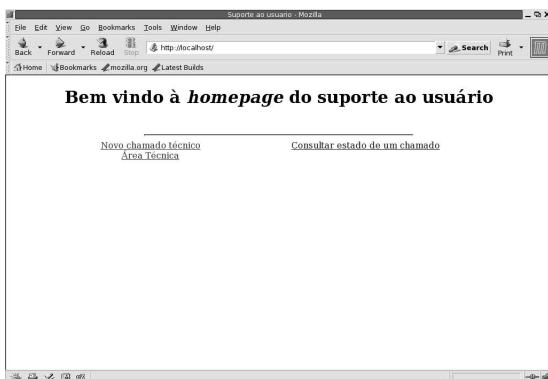 Suporte ao usuario - Mozilla
File Edit View Go Bookmarks Tools Window Help
Back Forward Reload Stop http://localhost/ Search Print
Home Bookmarks mozilla.org Latest Builds
Bem vindo à homepage do suporte ao usuário
Novo chamado técnico Consultar estado de um chamado
Área Técnica